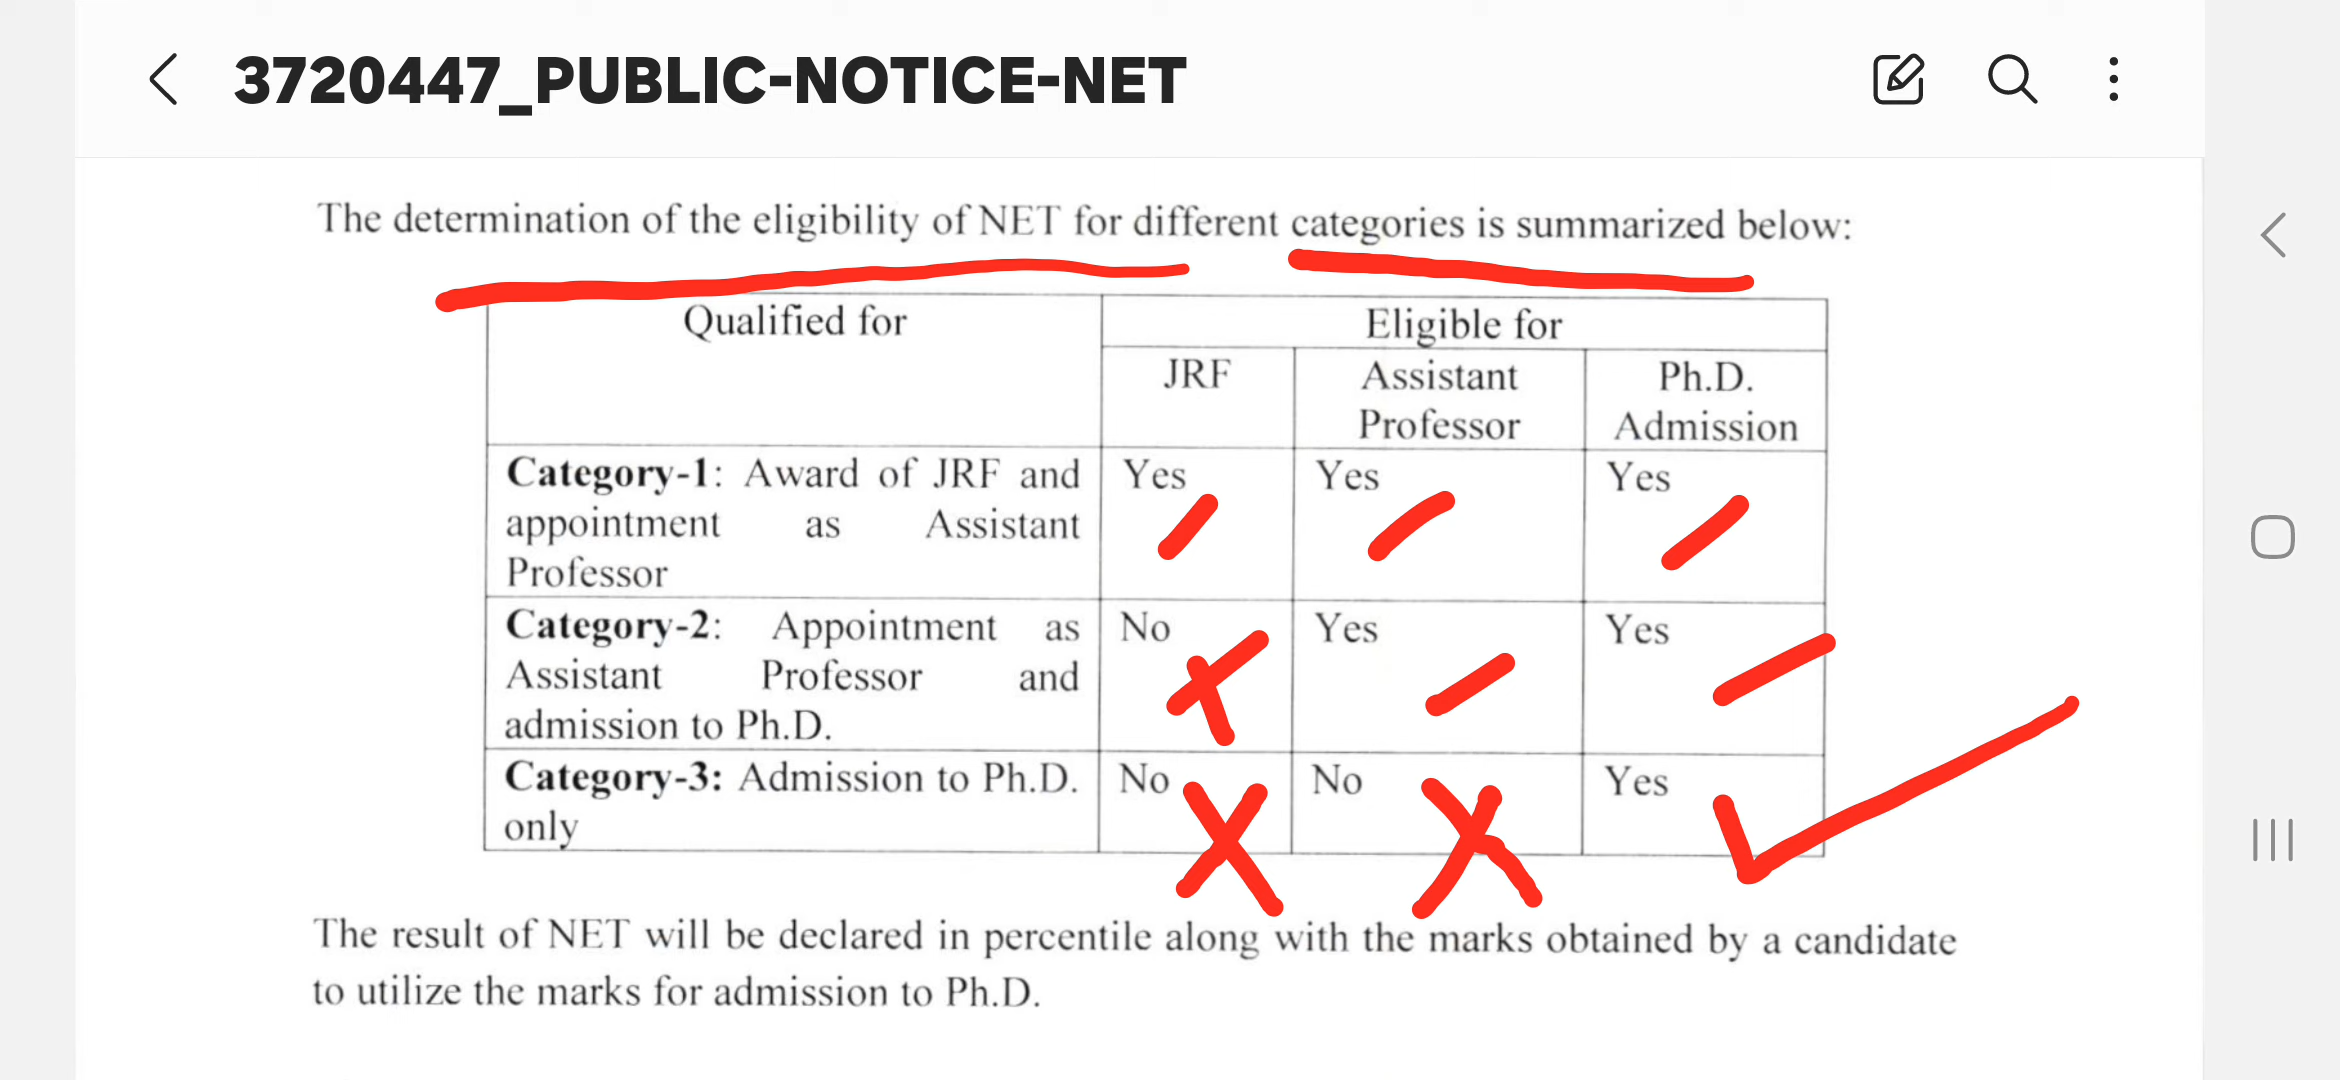 3720447_PUBLIC-NOTICE-NET
The determination of the eligibility of NET for different categories is summarized below:
Qualified for
Eligible for
JRF
Assistant
Professor
Ph.D.
Admission
Category-1: Award of JRF and
appointment as Assistant
Professor
Yes
Yes
Yes
Category-2: Appointment as
Assistant Professor and
admission to Ph.D.
No
Yes
Yes
Category-3: Admission to Ph.D.
only
No
No
Yes
The result of NET will be declared in percentile along with the marks obtained by a candidate
to utilize the marks for admission to Ph.D.